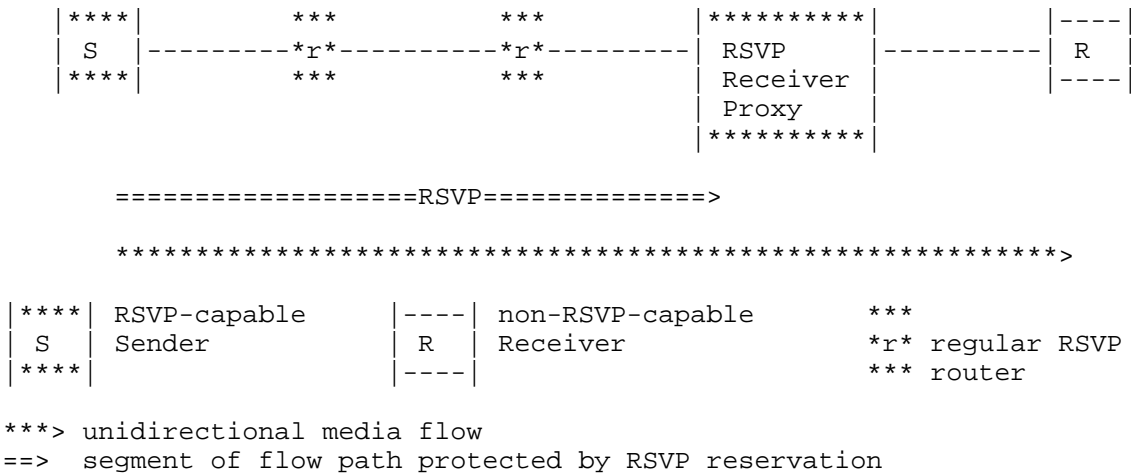 |****|          ***          ***          |**********|           |----|
| S  |---------*r*----------*r*---------| RSVP     |----------| R  |
|****|          ***          ***          | Receiver |           |----|
| Proxy    |
|**********|
===================RSVP==============>
***********************************************************>
|****| RSVP-capable     |----| non-RSVP-capable       ***
| S  | Sender           | R  | Receiver              *r* regular RSVP
|****|                  |----|                       *** router
***> unidirectional media flow
==>  segment of flow path protected by RSVP reservation